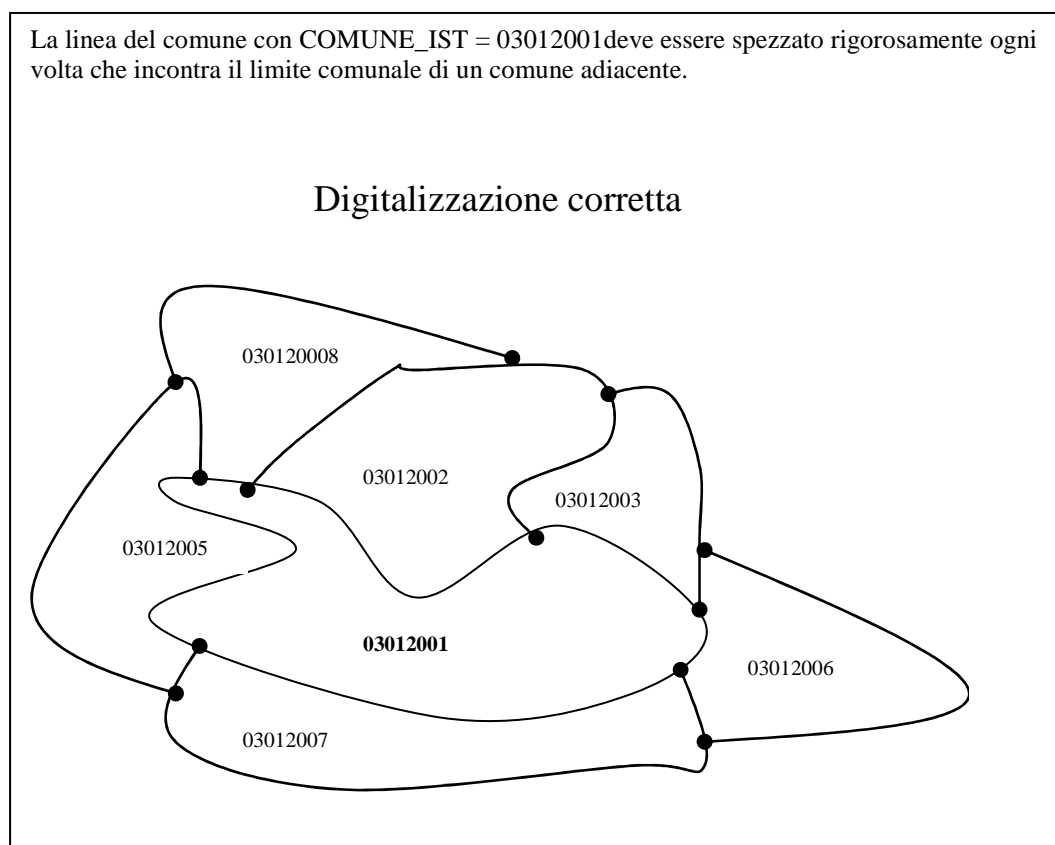 La linea del comune con COMUNE_IST = 03012001deve essere spezzato rigorosamente ogni
volta che incontra il limite comunale di un comune adiacente.
Digitalizzazione corretta
030120008
03012002
03012003
03012005
03012001
03012006
03012007